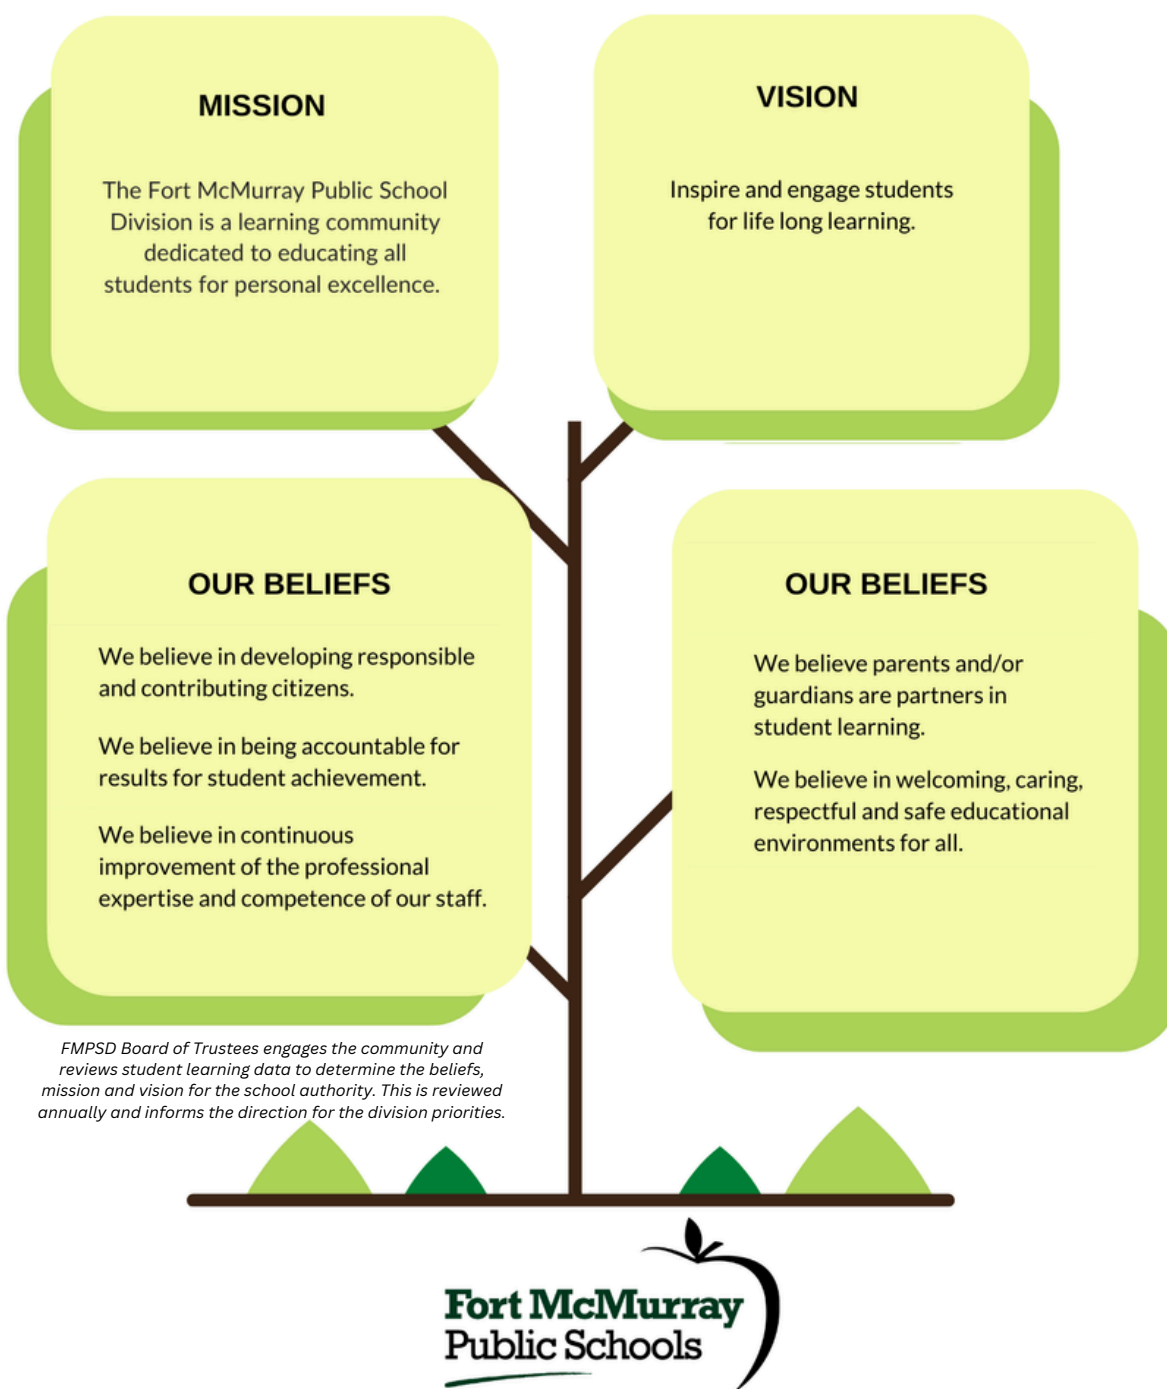 MISSION
The Fort McMurray Public School
Division is a learning community
dedicated to educating all
students for personal excellence.
VISION
Inspire and engage students
for life long learning.
OUR BELIEFS
We believe in developing responsible
and contributing citizens.
We believe in being accountable for
results for student achievement.
We believe in continuous
improvement of the professional
expertise and competence of our staff.
OUR BELIEFS
We believe parents and/or
guardians are partners in
student learning.
We believe in welcoming, caring,
respectful and safe educational
environments for all.
FMPSD Board of Trustees engages the community and
reviews student learning data to determine the beliefs,
mission and vision for the school authority. This is reviewed
annually and informs the direction for the division priorities.
Fort McMurray
Public Schools